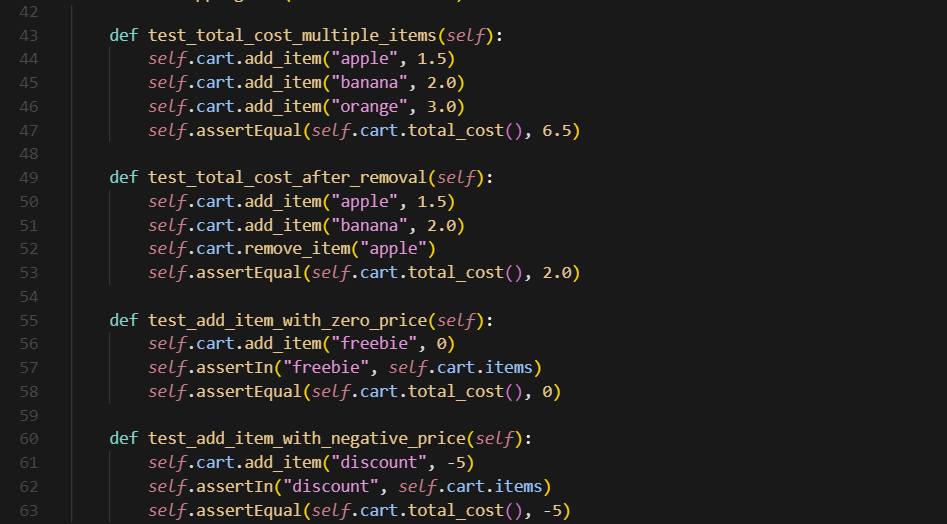 42
43 def test_total_cost_multiple_items(self):
44 self.cart.add_item("apple", 1.5)
45 self.cart.add_item("banana", 2.0)
46 self.cart.add_item("orange", 3.0)
47 self.assertEqual(self.cart.total_cost(), 6.5)
48
49 def test_total_cost_after_removal(self):
50 self.cart.add_item("apple", 1.5)
51 self.cart.add_item("banana", 2.0)
52 self.cart.remove_item("apple")
53 self.assertEqual(self.cart.total_cost(), 2.0)
54
55 def test_add_item_with_zero_price(self):
56 self.cart.add_item("freebie", 0)
57 self.assertIn("freebie", self.cart.items)
58 self.assertEqual(self.cart.total_cost(), 0)
59
60 def test_add_item_with_negative_price(self):
61 self.cart.add_item("discount", -5)
62 self.assertIn("discount", self.cart.items)
63 self.assertEqual(self.cart.total_cost(), -5)